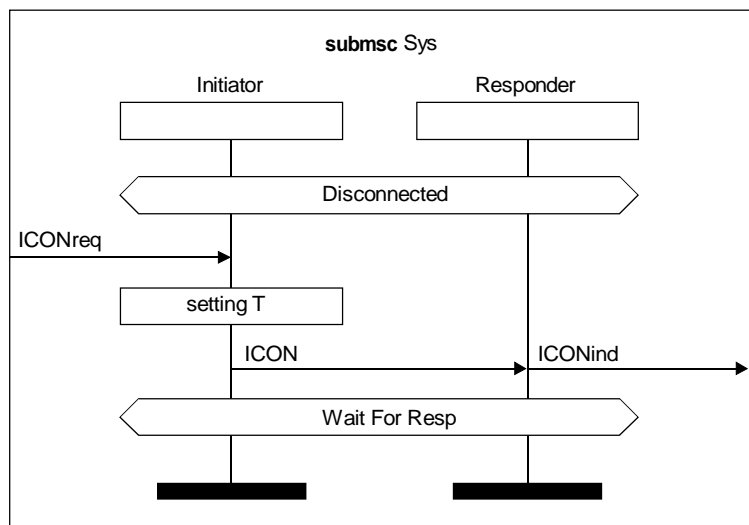 submsc Sys
Initiator Responder
Disconnected
ICONreq
setting T
ICON ICONind
Wait For Resp